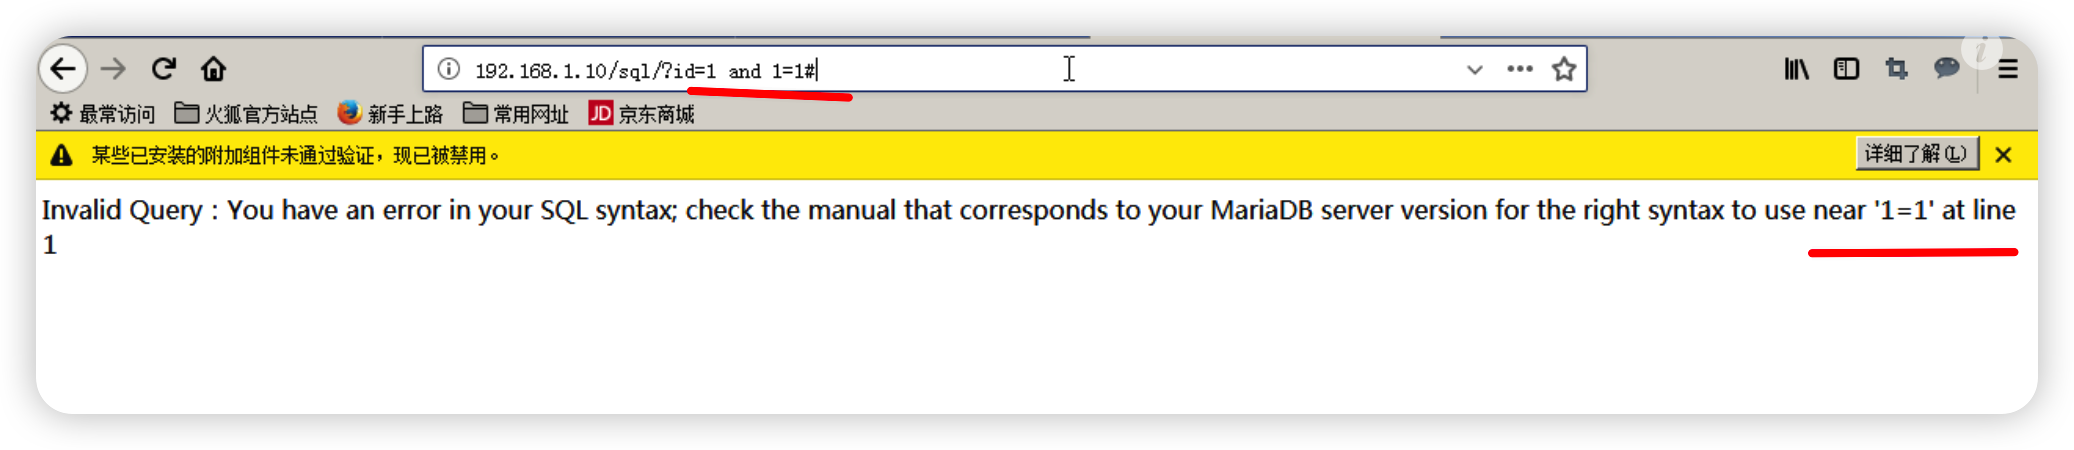 192.168.1.10/sql/?id=1 and 1=1#
最常访问 火狐官方站点 新手上路 常用网址 JD 京东商城
某些已安装的附加组件未通过验证，现已被禁用。 详细了解(L)
Invalid Query : You have an error in your SQL syntax; check the manual that corresponds to your MariaDB server version for the right syntax to use near '1=1' at line
1